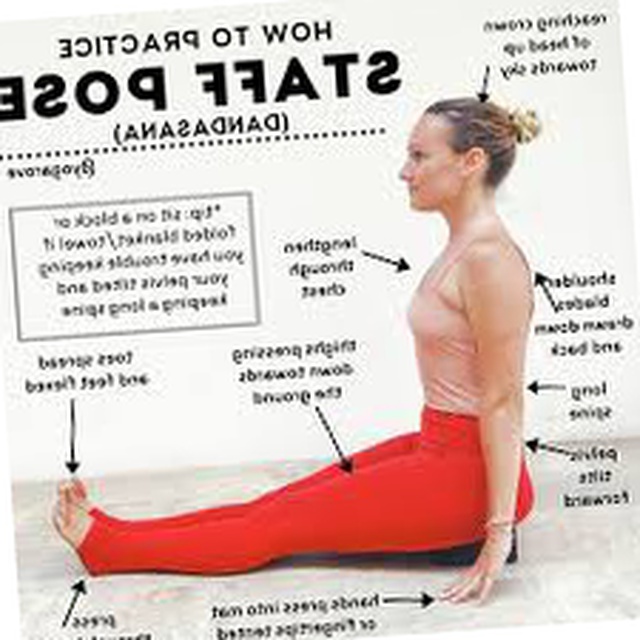 HOW TO PRACTICE
STAFF POSE
(DANDASANA)
@yogarove
reaching crown
of head up
towards sky
*tip: sit on a block or
folded blanket/towel if
you have trouble keeping
your pelvis tilted and
keeping a long spine
lengthen
through
chest
shoulder
blades
drawn down
and back
toes spread
and feet flexed
thighs pressing
down towards
the ground
long
spine
pelvis
tilts
forward
press
hands press into mat
or fingertips tented